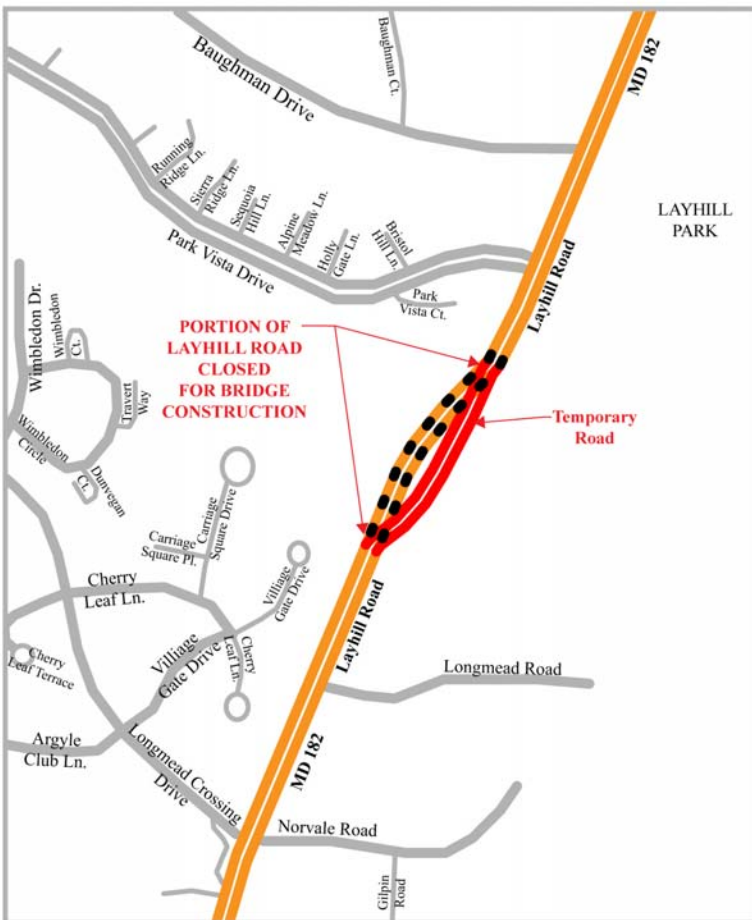 MD 182
Baughman Drive
Baughman Ct.
Running
Ridge Ln.
Sierra
Ridge Ln.
Sequoia
Hill Ln.
Alpine
Meadow Ln.
Holly
Gate Ln.
Bristol
Hill Ln.
LAYHILL
PARK
Park Vista Drive
Park
Vista Ct.
Layhill Road
Wimbledon Dr.
Wimbledon
Ct.
Travert
Way
Wimbledon
Circle
Dunvegan
Ct.
PORTION OF
LAYHILL ROAD
CLOSED
FOR BRIDGE
CONSTRUCTION
Temporary
Road
Carriage
Square Drive
Carriage
Square Pl.
Cherry
Leaf Ln.
Villiage
Gate Drive
Cherry
Leaf Ln.
Villiage
Gate Drive
Layhill Road
Cherry
Leaf Terrace
Longmead Road
Argyle
Club Ln.
Longmead Crossing
Drive
MD 182
Norvale Road
Gilpin
Road